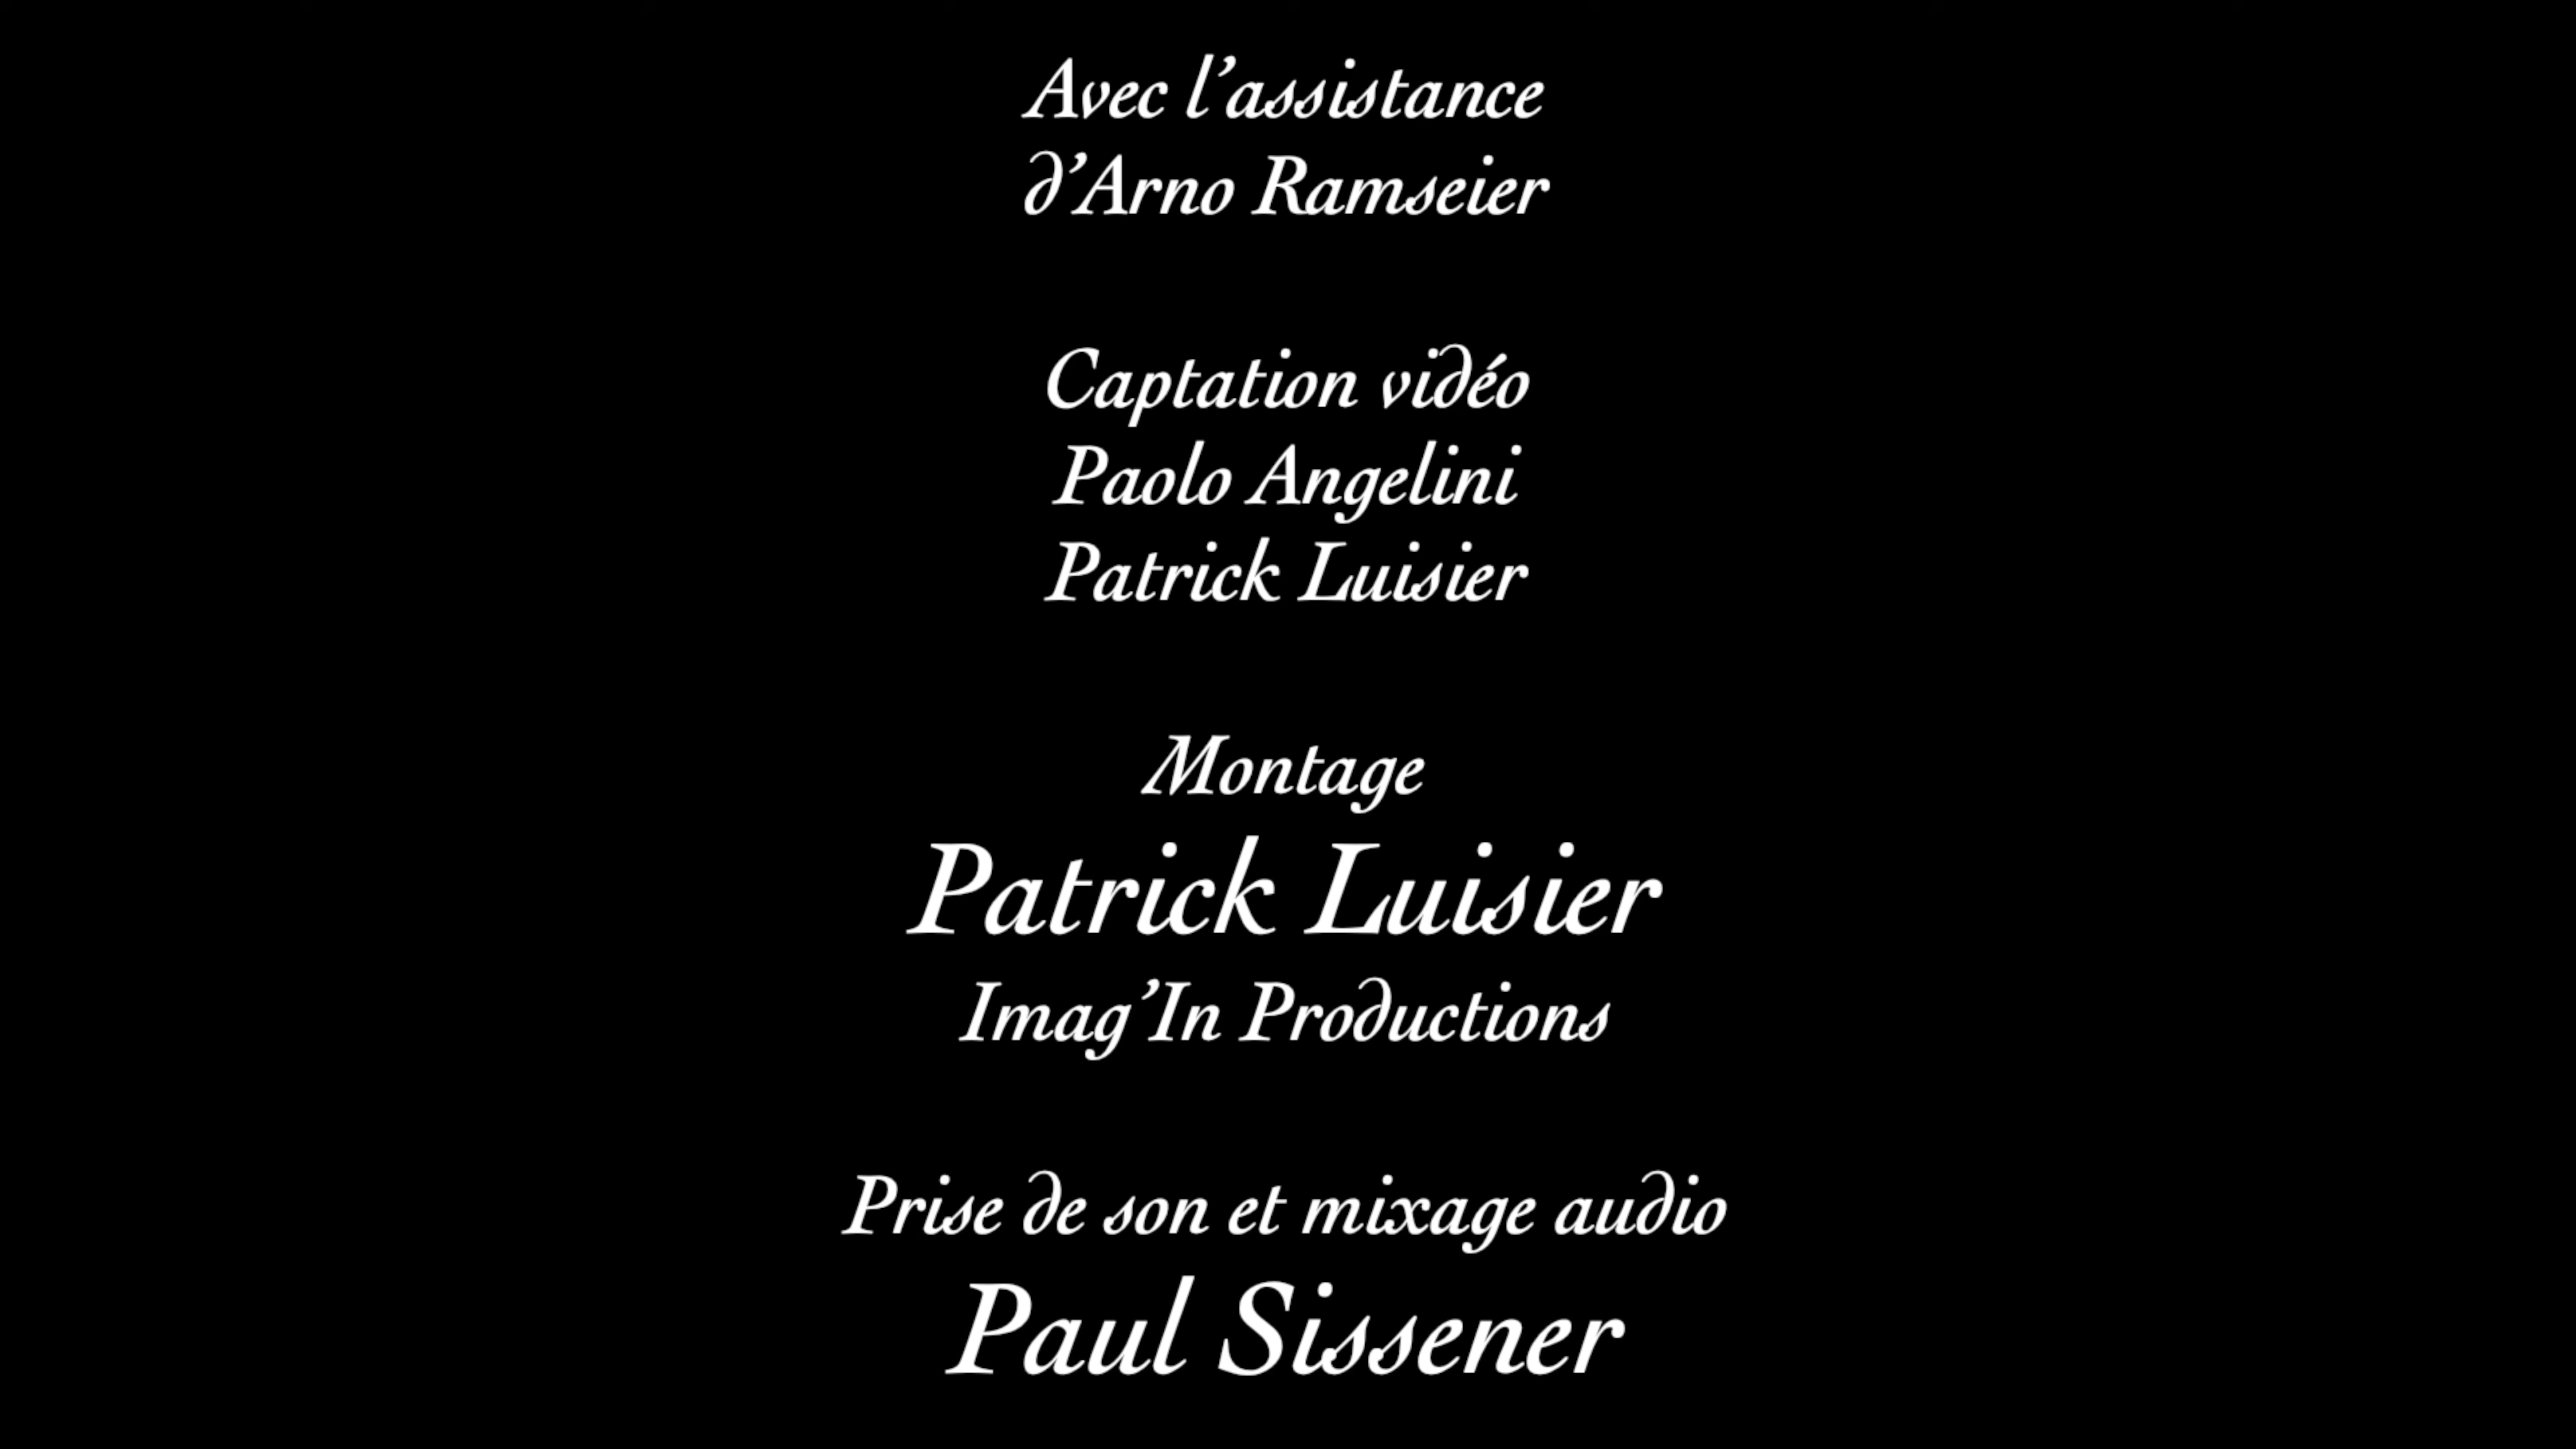 Avec l’assistance
d’Arno Ramseier
Captation vidéo
Paolo Angelini
Patrick Luisier
Montage
Patrick Luisier
Imag’In Productions
Prise de son et mixage audio
Paul Sissener